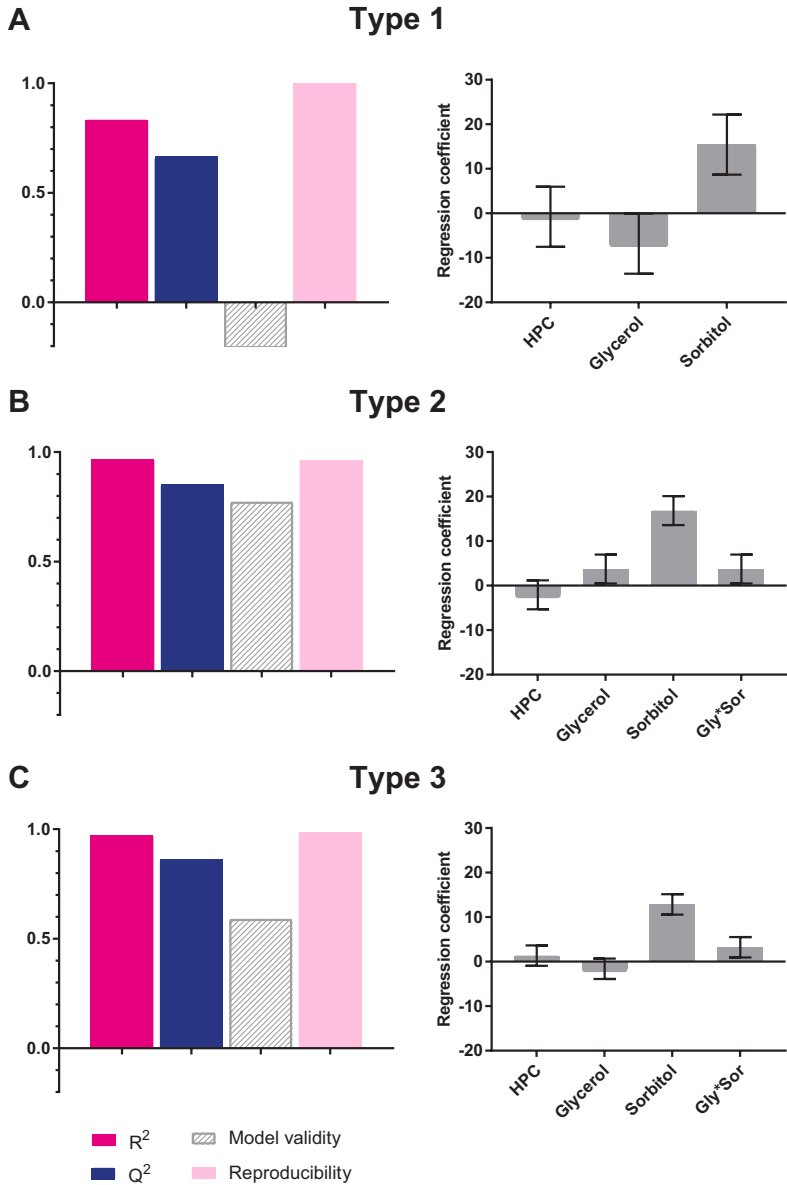 A
Type 1
1.0
0.5
0.0
Regression coefficient
30
20
10
0
-10
-20
HPC
Glycerol
Sorbitol
B
Type 2
1.0
0.5
0.0
Regression coefficient
30
20
10
0
-10
-20
HPC
Glycerol
Sorbitol
Gly*Sor
C
Type 3
1.0
0.5
0.0
Regression coefficient
30
20
10
0
-10
-20
HPC
Glycerol
Sorbitol
Gly*Sor
R²
Model validity
Q²
Reproducibility